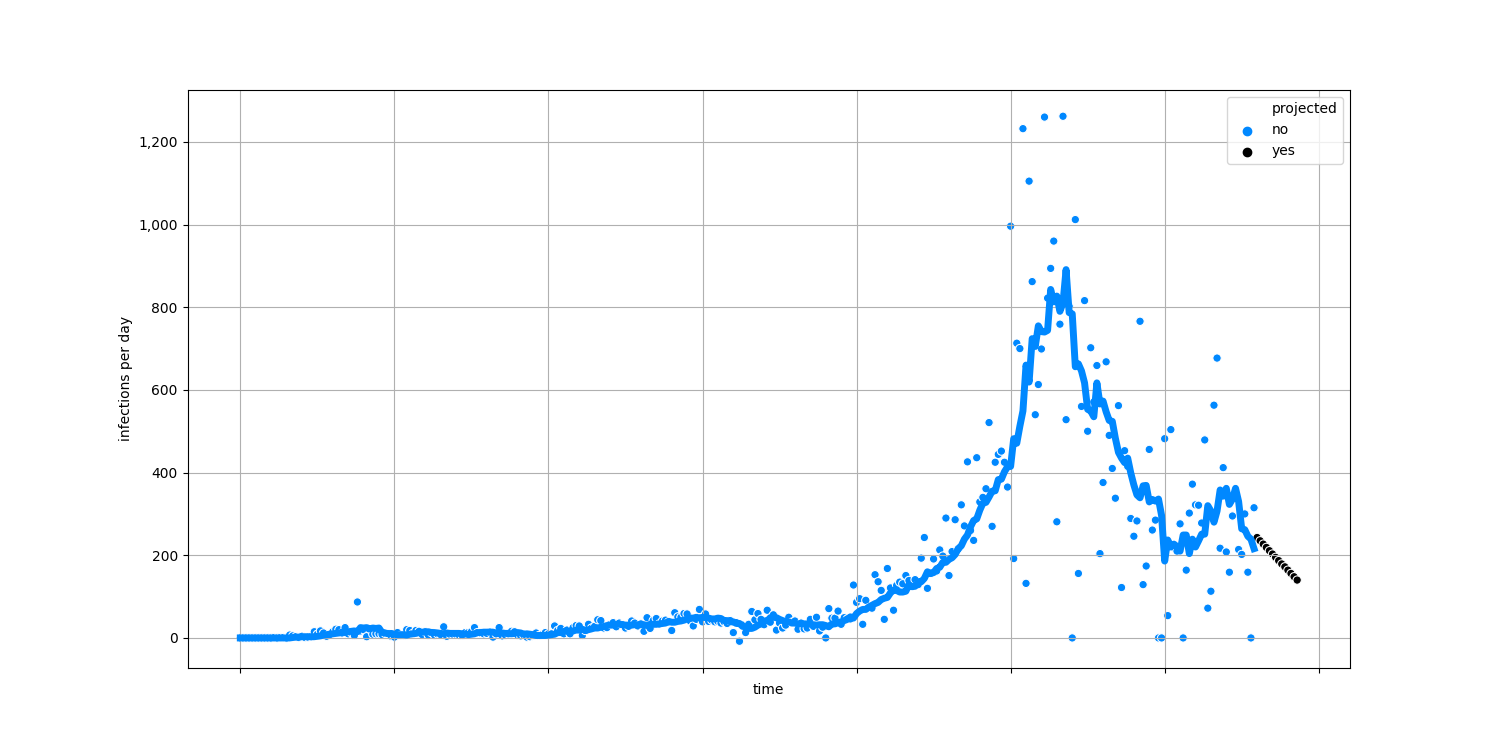 projected
no
yes
1,200
1,000
800
600
400
200
0
infections per day
time